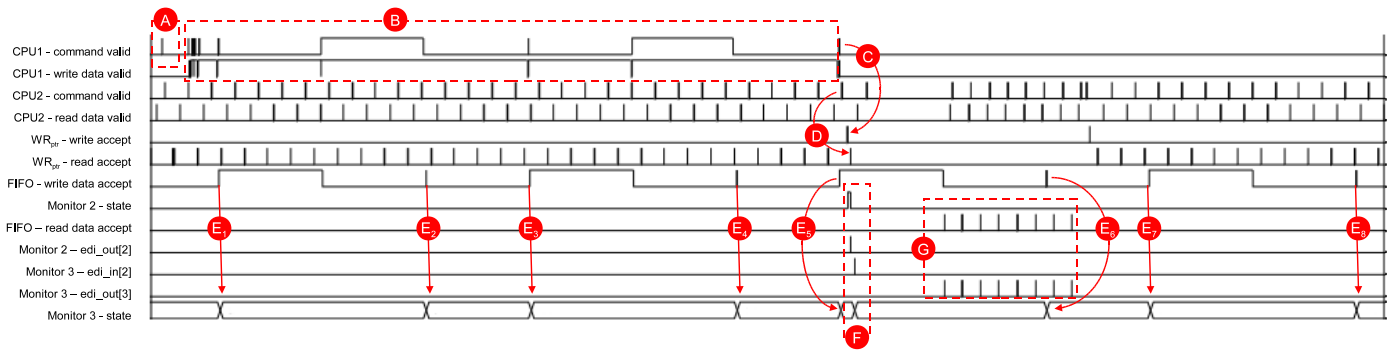 A
B
CPU1 - command valid
C
CPU1 - write data valid
CPU2 - command valid
CPU2 - read data valid
WRptr - write accept
D
WRptr - read accept
FIFO - write data accept
Monitor 2 - state
FIFO - read data accept
E1
E2
E3
E4
E5
E6
E7
E8
G
Monitor 2 – edi_out[2]
Monitor 3 – edi_in[2]
Monitor 3 – edi_out[3]
Monitor 3 - state
F